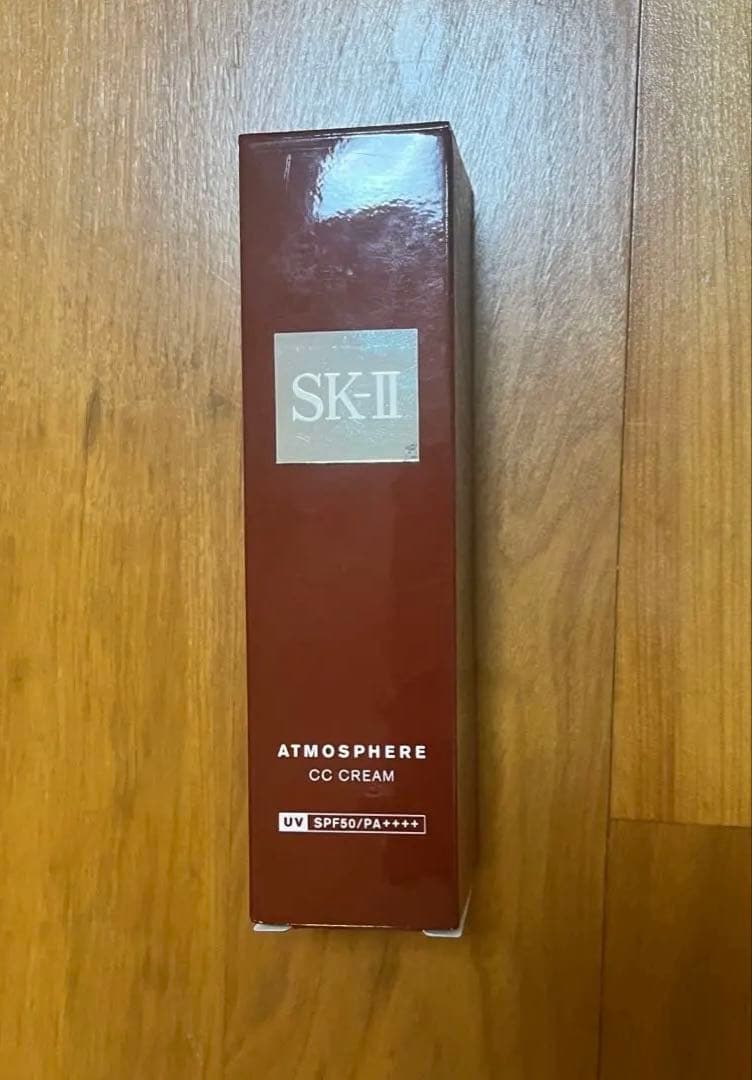 SK-II
ATMOSPHERE
CC CREAM
UV SPF50/PA++++